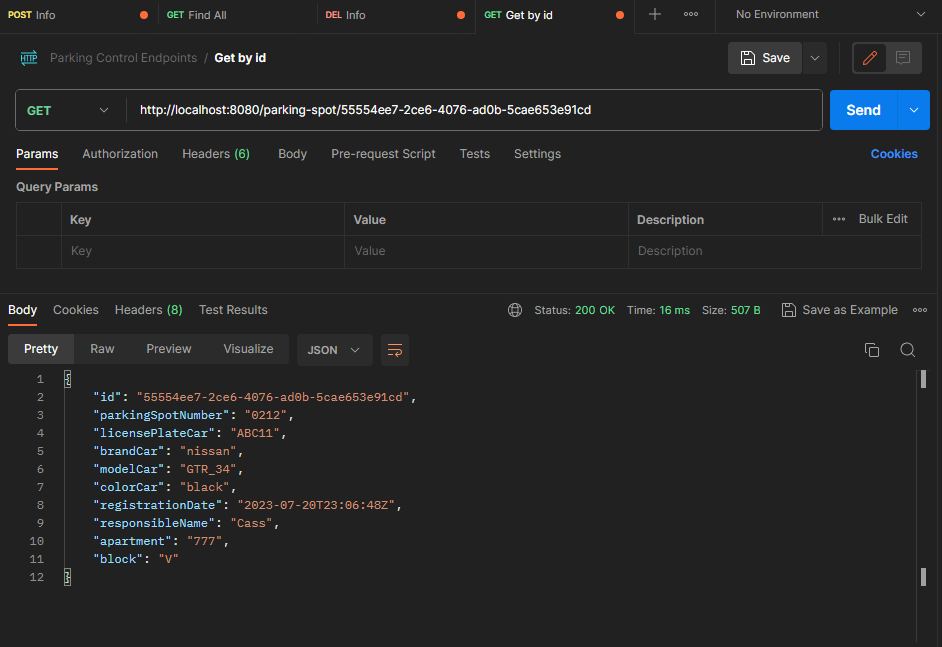 POST Info GET Find All DEL Info GET Get by id No Environment
HTTP Parking Control Endpoints / Get by id Save
GET http://localhost:8080/parking-spot/55554ee7-2ce6-4076-ad0b-5cae653e91cd Send
Params Authorization Headers (6) Body Pre-request Script Tests Settings Cookies
Query Params
Key Value Description Bulk Edit
Key Value Description
Body Cookies Headers (8) Test Results Status: 200 OK Time: 16 ms Size: 507 B Save as Example
Pretty Raw Preview Visualize JSON
1 {
2 "id": "55554ee7-2ce6-4076-ad0b-5cae653e91cd",
3 "parkingSpotNumber": "0212",
4 "licensePlateCar": "ABC11",
5 "brandCar": "nissan",
6 "modelCar": "GTR_34",
7 "colorCar": "black",
8 "registrationDate": "2023-07-20T23:06:48Z",
9 "responsibleName": "Cass",
10 "apartment": "777",
11 "block": "V"
12 }